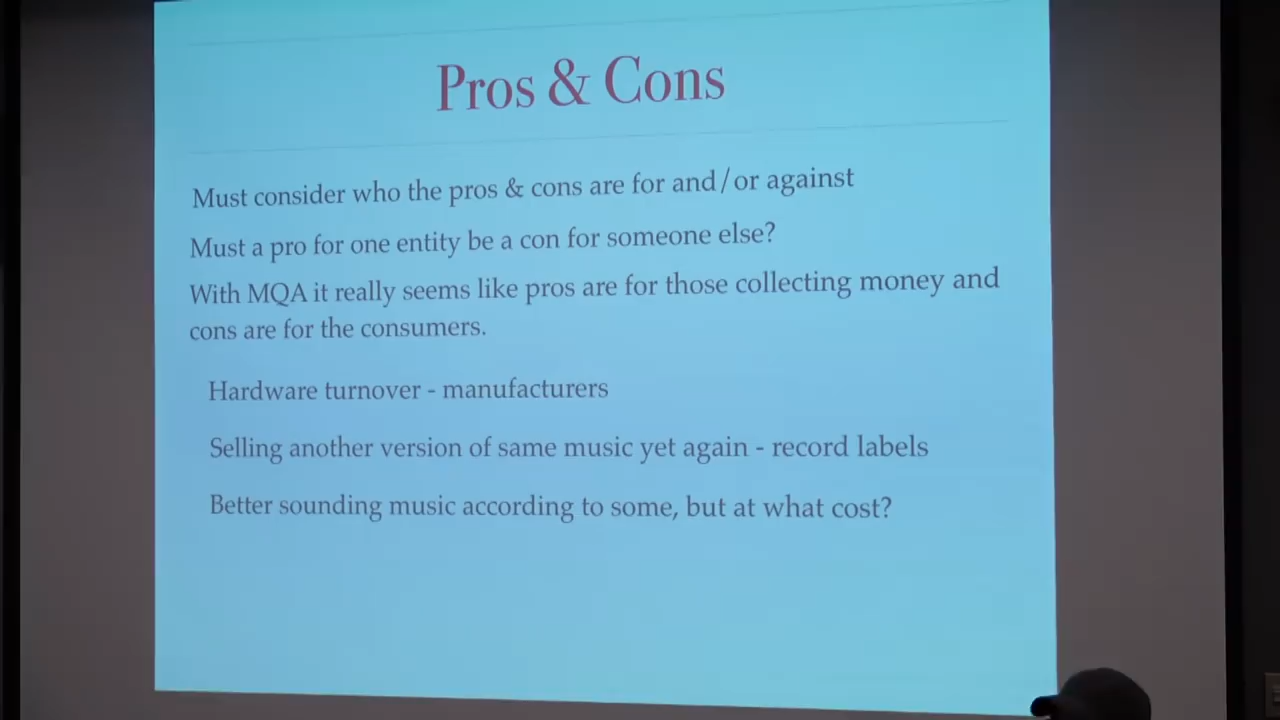 Pros & Cons
Must consider who the pros & cons are for and/or against
Must a pro for one entity be a con for someone else?
With MQA it really seems like pros are for those collecting money and
cons are for the consumers.
Hardware turnover - manufacturers
Selling another version of same music yet again - record labels
Better sounding music according to some, but at what cost?